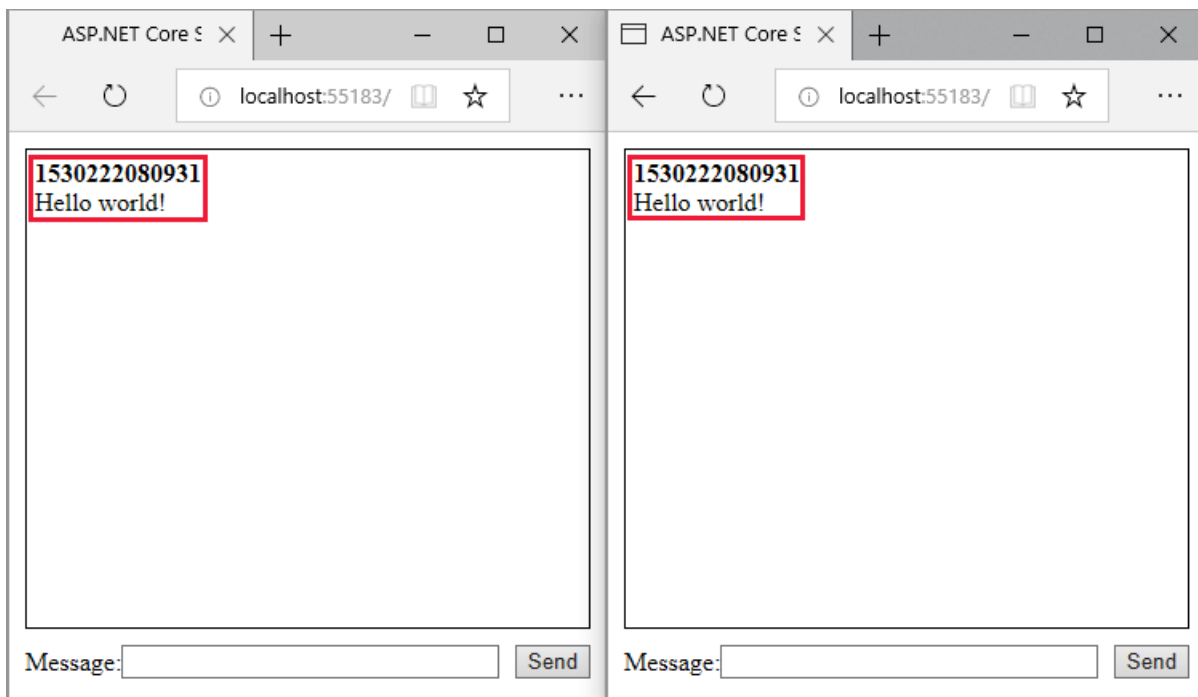 ASP.NET Core S
localhost:55183/
1530222080931
Hello world!
Message:
Send
ASP.NET Core S
localhost:55183/
1530222080931
Hello world!
Message:
Send